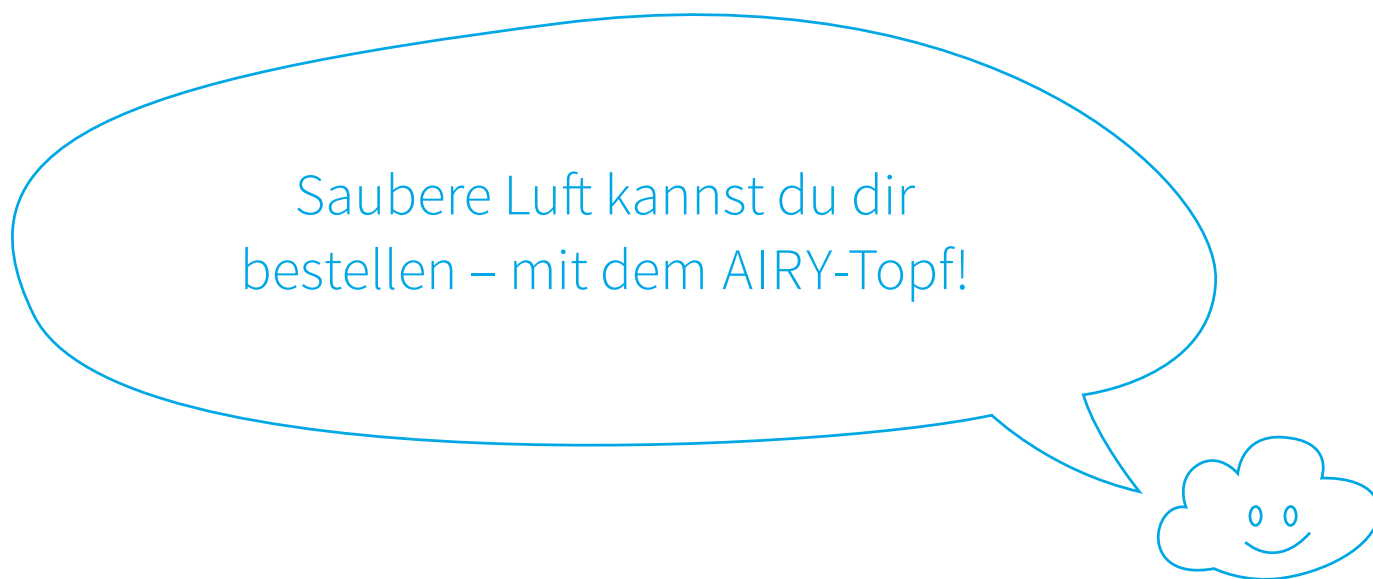 Saubere Luft kannst du dir
bestellen – mit dem AIRY-Topf!